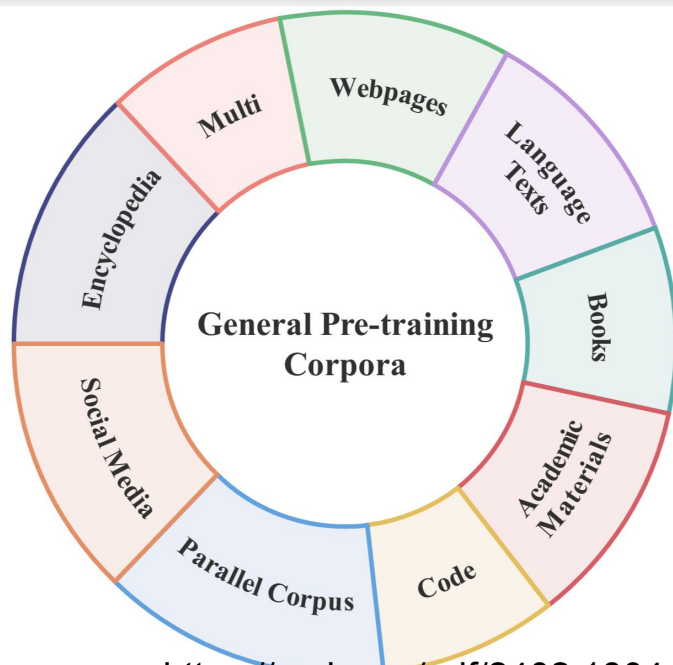 General Pre-training
Corpora
Webpages
Language
Texts
Books
Academic
Materials
Code
Parallel Corpus
Social Media
Encyclopedia
Multi